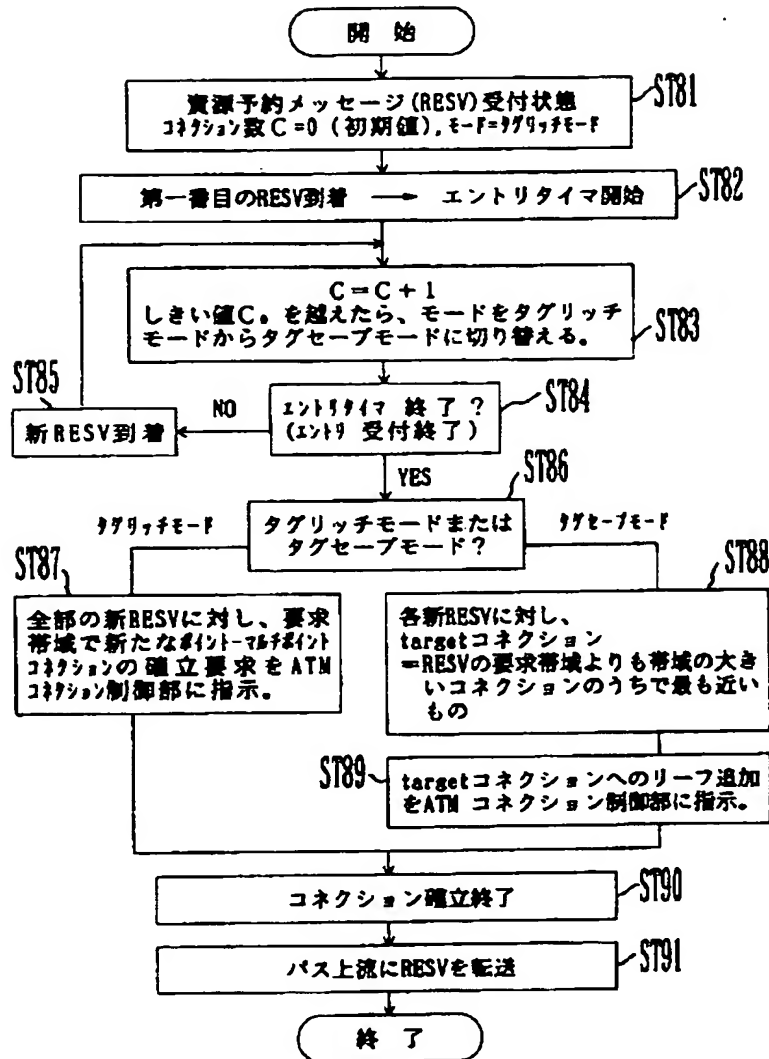 開 始
ST81
資源予約メッセージ(RESV)受付状態
コネクション数C=0(初期値),モード=タグリッチモード
ST82
第一番目のRESV到着 → エントリタイマ開始
C=C+1
しきい値C₀を越えたら、モードをタグリッチ
モードからタグセーブモードに切り替える。
ST83
ST85
新RESV到着
NO
エントリタイマ 終了?
(エントリ 受付終了)
ST84
YES
ST86
タグリッチモードまたは
タグセーブモード?
タグリッチモード
タグセーブモード
ST87
全部の新RESVに対し、要求
帯域で新たなポイント-マルチポイント
コネクションの確立要求をATM
コネクション制御部に指示。
ST88
各新RESVに対し、
targetコネクション
=RESVの要求帯域よりも帯域の大き
いコネクションのうちで最も近い
もの
ST89
targetコネクションへのリーフ追加
をATM コネクション制御部に指示。
コネクション確立終了
ST90
パス上流にRESVを転送
ST91
終 了